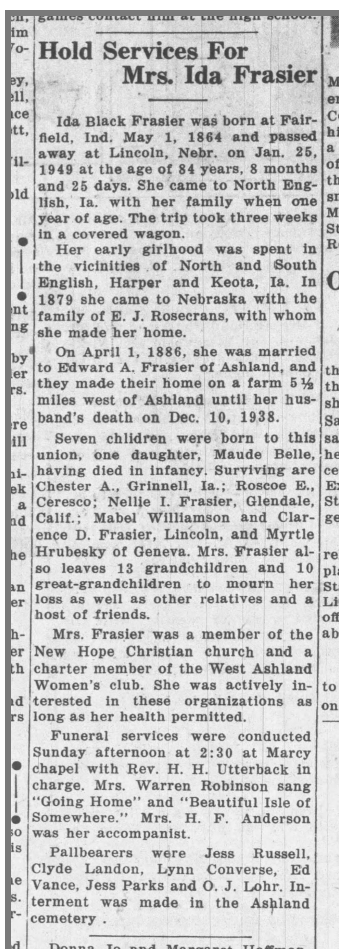 games contact him at the high school.
Hold Services For
Mrs. Ida Frasier
Ida Black Frasier was born at Fair-
field, Ind. May 1, 1864 and passed
away at Lincoln, Nebr. on Jan. 25,
1949 at the age of 84 years, 8 months
and 25 days. She came to North Eng-
lish, Ia. with her family when one
year of age. The trip took three weeks
in a covered wagon.
Her early girlhood was spent in
the vicinities of North and South
English, Harper and Keota, Ia. In
1879 she came to Nebraska with the
family of E. J. Rosecrans, with whom
she made her home.
On April 1, 1886, she was married
to Edward A. Frasier of Ashland, and
they made their home on a farm 5½
miles west of Ashland until her hus-
band's death on Dec. 10, 1938.
Seven chlidren were born to this
union, one daughter, Maude Belle,
having died in infancy. Surviving are
Chester A., Grinnell, Ia.; Roscoe E.,
Ceresco; Nellie I. Frasier, Glendale,
Calif.; Mabel Williamson and Clar-
ence D. Frasier, Lincoln, and Myrtle
Hrubesky of Geneva. Mrs. Frasier al-
so leaves 13 grandchildren and 10
great-grandchildren to mourn her
loss as well as other relatives and a
host of friends.
Mrs. Frasier was a member of the
New Hope Christian church and a
charter member of the West Ashland
Women's club. She was actively in-
terested in these organizations as
long as her health permitted.
Funeral services were conducted
Sunday afternoon at 2:30 at Marcy
chapel with Rev. H. H. Utterback in
charge. Mrs. Warren Robinson sang
"Going Home" and "Beautiful Isle of
Somewhere." Mrs. H. F. Anderson
was her accompanist.
Pallbearers were Jess Russell,
Clyde Landon, Lynn Converse, Ed
Vance, Jess Parks and O. J. Lohr. In-
terment was made in the Ashland
cemetery .